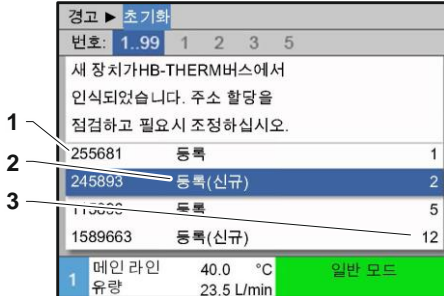 경고 ▶ 초기화
번호: 1..99 1 2 3 5
새 장치가HB-THERM버스에서
인식되었습니다. 주소 할당을
점검하고 필요시 조정하십시오.
1
255681 등록 1
2
245893 등록(신규) 2
3
등록 5
1589663 등록(신규) 12
1 메인 라인 40.0 °C 일반 모드
유량 23.5 L/min